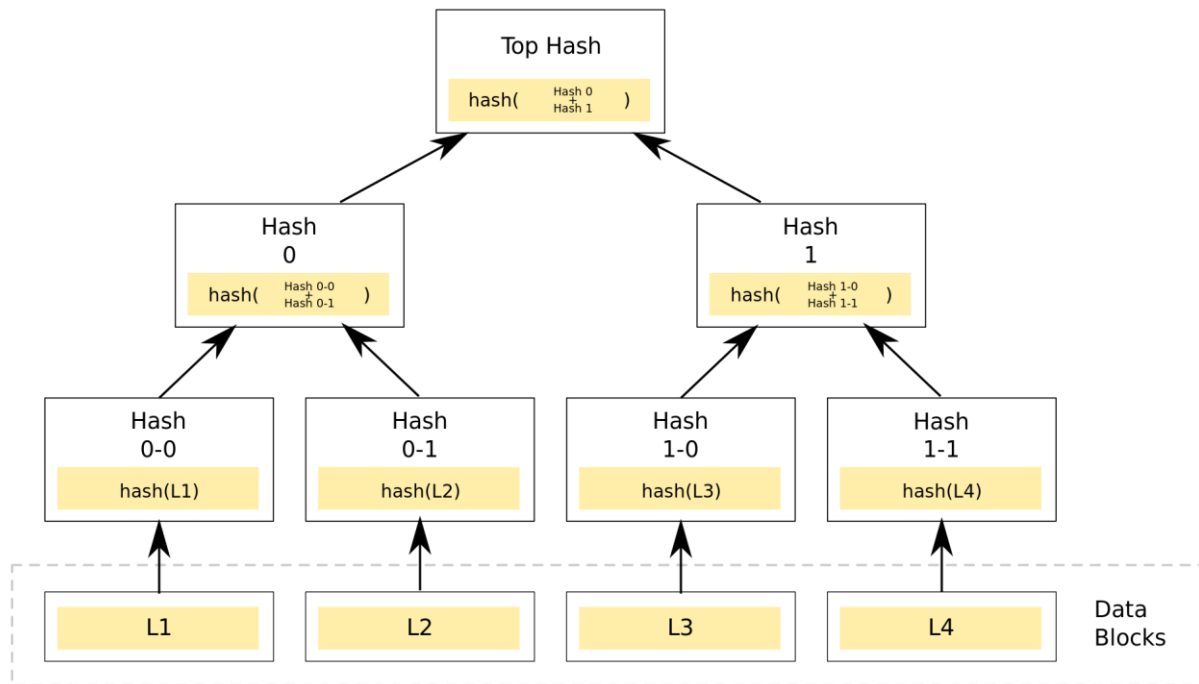 Top Hash
hash( Hash 0 + Hash 1 )
Hash
0
hash( Hash 0-0 + Hash 0-1 )
Hash
1
hash( Hash 1-0 + Hash 1-1 )
Hash
0-0
hash(L1)
Hash
0-1
hash(L2)
Hash
1-0
hash(L3)
Hash
1-1
hash(L4)
L1
L2
L3
L4
Data
Blocks